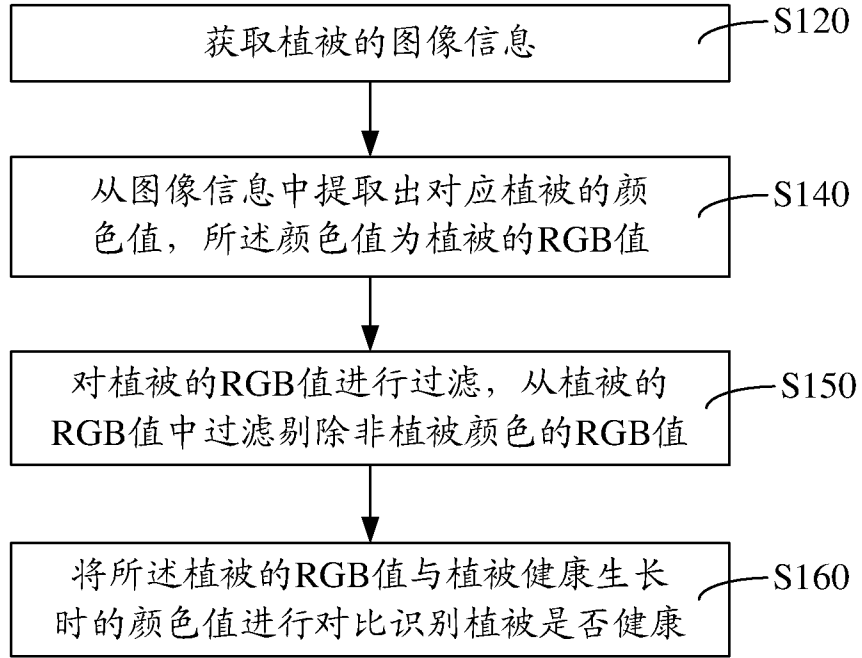 获取植被的图像信息
S120
从图像信息中提取出对应植被的颜
色值，所述颜色值为植被的RGB值
S140
对植被的RGB值进行过滤，从植被的
RGB值中过滤剔除非植被颜色的RGB值
S150
将所述植被的RGB值与植被健康生长
时的颜色值进行对比识别植被是否健康
S160